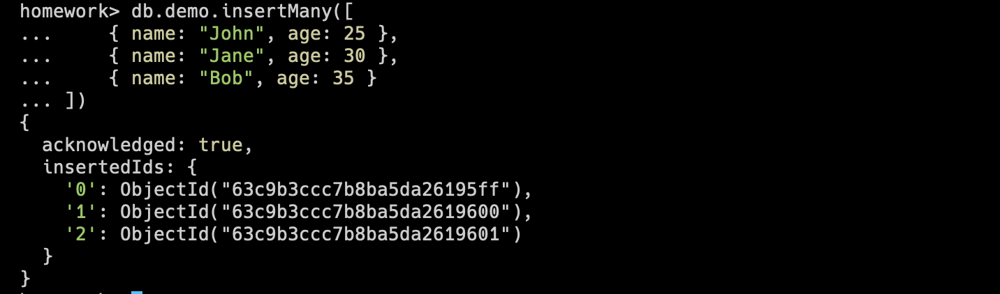 homework> db.demo.insertMany([
...     { name: "John", age: 25 },
...     { name: "Jane", age: 30 },
...     { name: "Bob", age: 35 }
... ])
{
  acknowledged: true,
  insertedIds: {
    '0': ObjectId("63c9b3ccc7b8ba5da26195ff"),
    '1': ObjectId("63c9b3ccc7b8ba5da2619600"),
    '2': ObjectId("63c9b3ccc7b8ba5da2619601")
  }
}